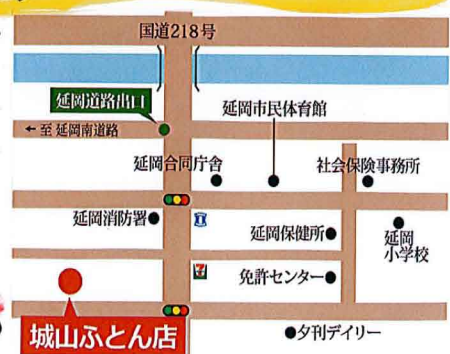 国道218号
延岡道路出口
延岡市民体育館
← 至 延岡南道路
延岡合同庁舎
社会保険事務所
延岡消防署
延岡保健所
延岡
小学校
7
免許センター
城山ふとん店
夕刊デイリー